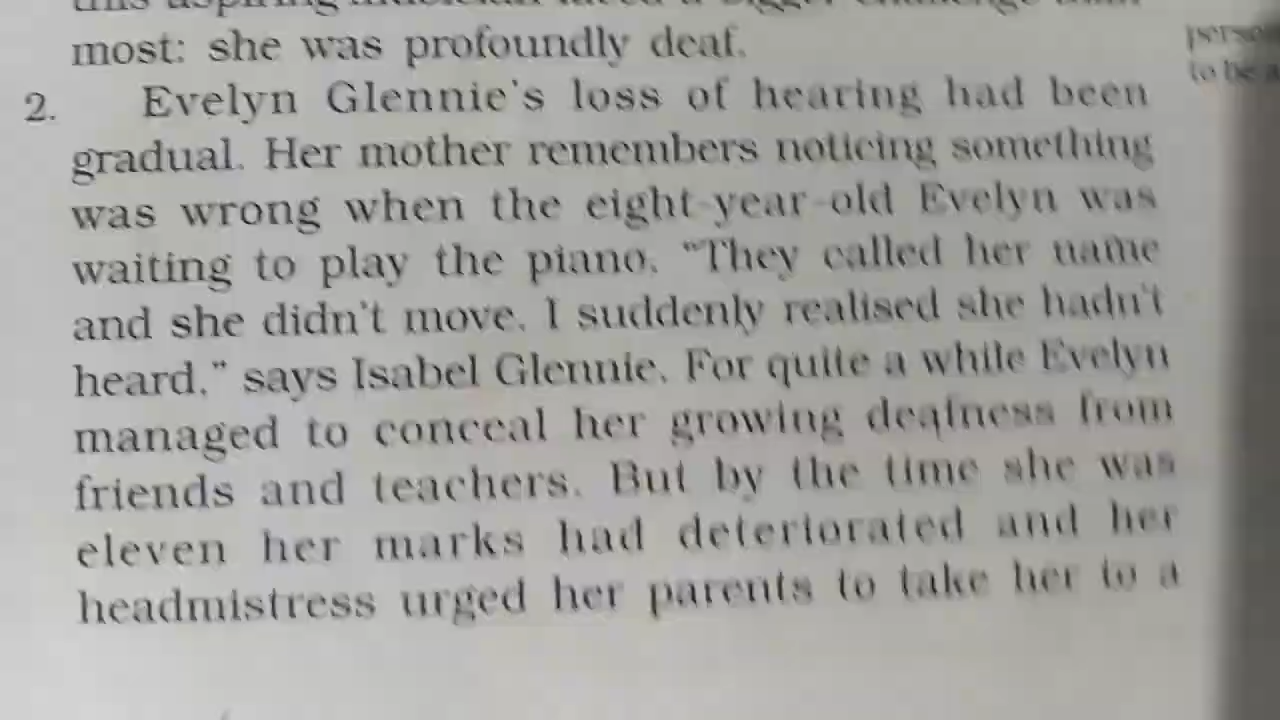 most: she was profoundly deaf.
2. Evelyn Glennie's loss of hearing had been
gradual. Her mother remembers noticing something
was wrong when the eight-year-old Evelyn was
waiting to play the piano. “They called her name
and she didn't move. I suddenly realised she hadn't
heard,” says Isabel Glennie. For quite a while Evelyn
managed to conceal her growing deafness from
friends and teachers. But by the time she was
eleven her marks had deteriorated and her
headmistress urged her parents to take her to a
to be a